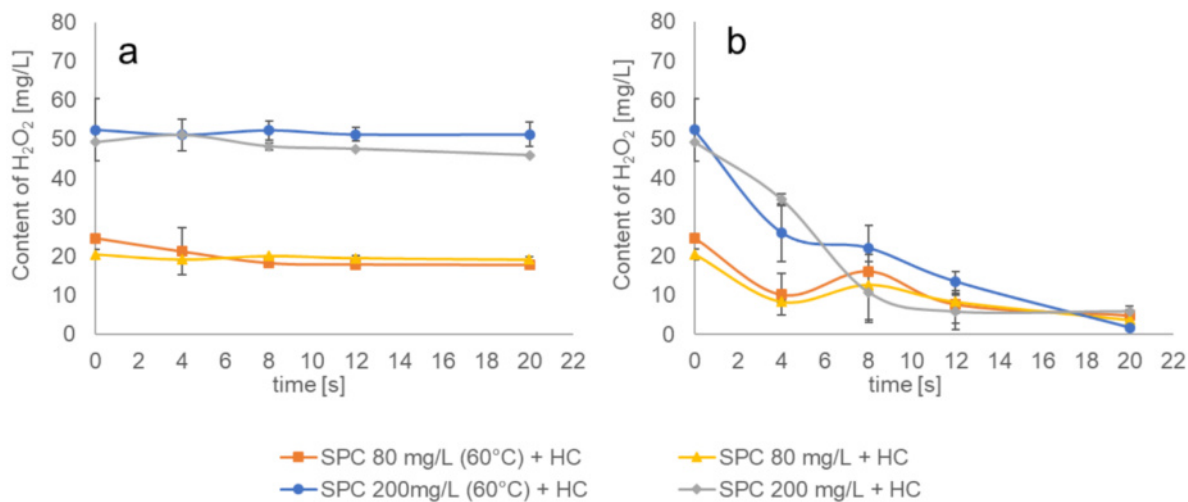 a
Content of H₂O₂ [mg/L]
80
70
60
50
40
30
20
10
0
0 2 4 6 8 10 12 14 16 18 20 22
time [s]
b
Content of H₂O₂ [mg/L]
80
70
60
50
40
30
20
10
0
0 2 4 6 8 10 12 14 16 18 20 22
time [s]
SPC 80 mg/L (60°C) + HC
SPC 80 mg/L + HC
SPC 200mg/L (60°C) + HC
SPC 200 mg/L + HC